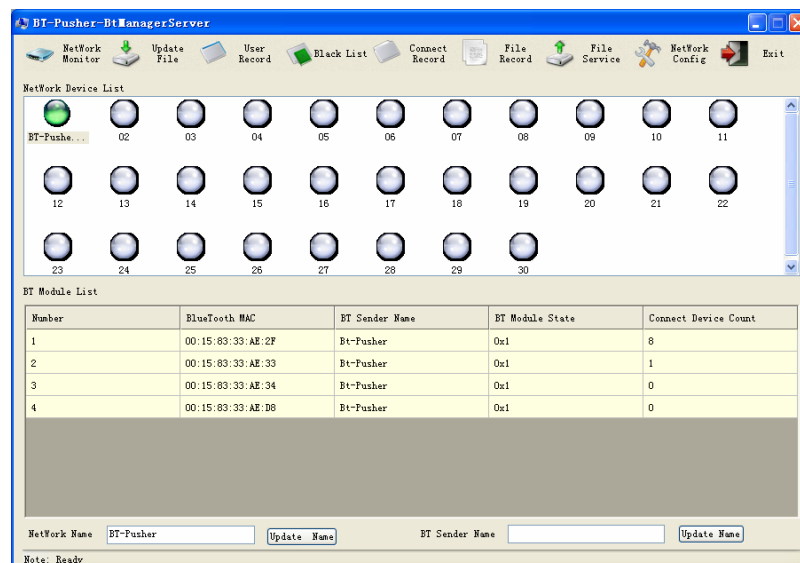 BT-Pusher-BtManagerServer
NetWork Monitor
Update File
User Record
Black List
Connect Record
File Record
File Service
NetWork Config
Exit
NetWork Device List
BT-Pushe... 02 03 04 05 06 07 08 09 10 11
12 13 14 15 16 17 18 19 20 21 22
23 24 25 26 27 28 29 30
BT Module List
Number BlueTooth MAC BT Sender Name BT Module State Connect Device Count
1 00:15:83:33:AE:2F Bt-Pusher 0x1 8
2 00:15:83:33:AE:33 Bt-Pusher 0x1 1
3 00:15:83:33:AE:34 Bt-Pusher 0x1 0
4 00:15:83:33:AE:D8 Bt-Pusher 0x1 0
NetWork Name BT-Pusher Update Name BT Sender Name Update Name
Note: Ready